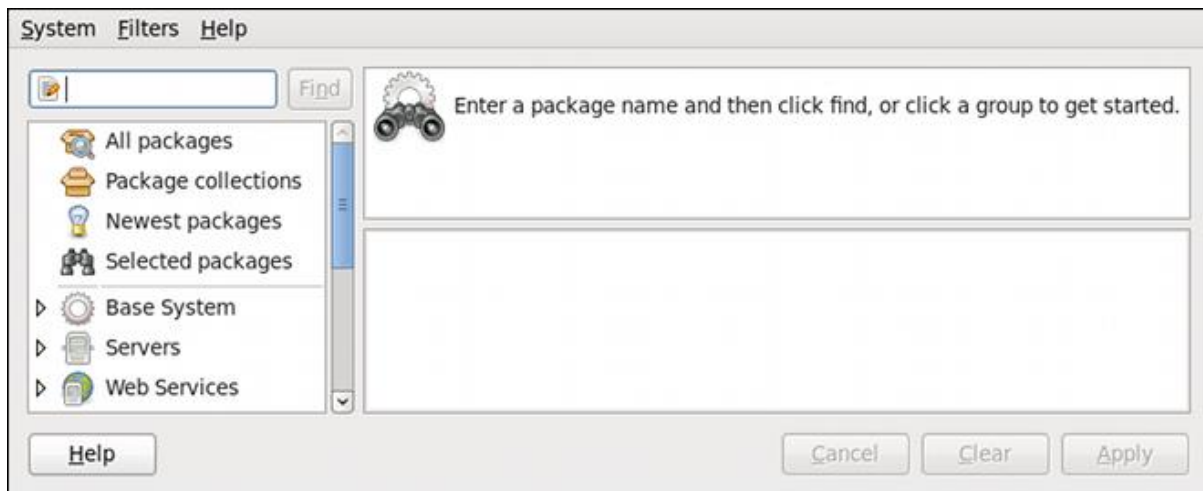 System Filters Help
Find
Enter a package name and then click find, or click a group to get started.
All packages
Package collections
Newest packages
Selected packages
Base System
Servers
Web Services
Help Cancel Clear Apply